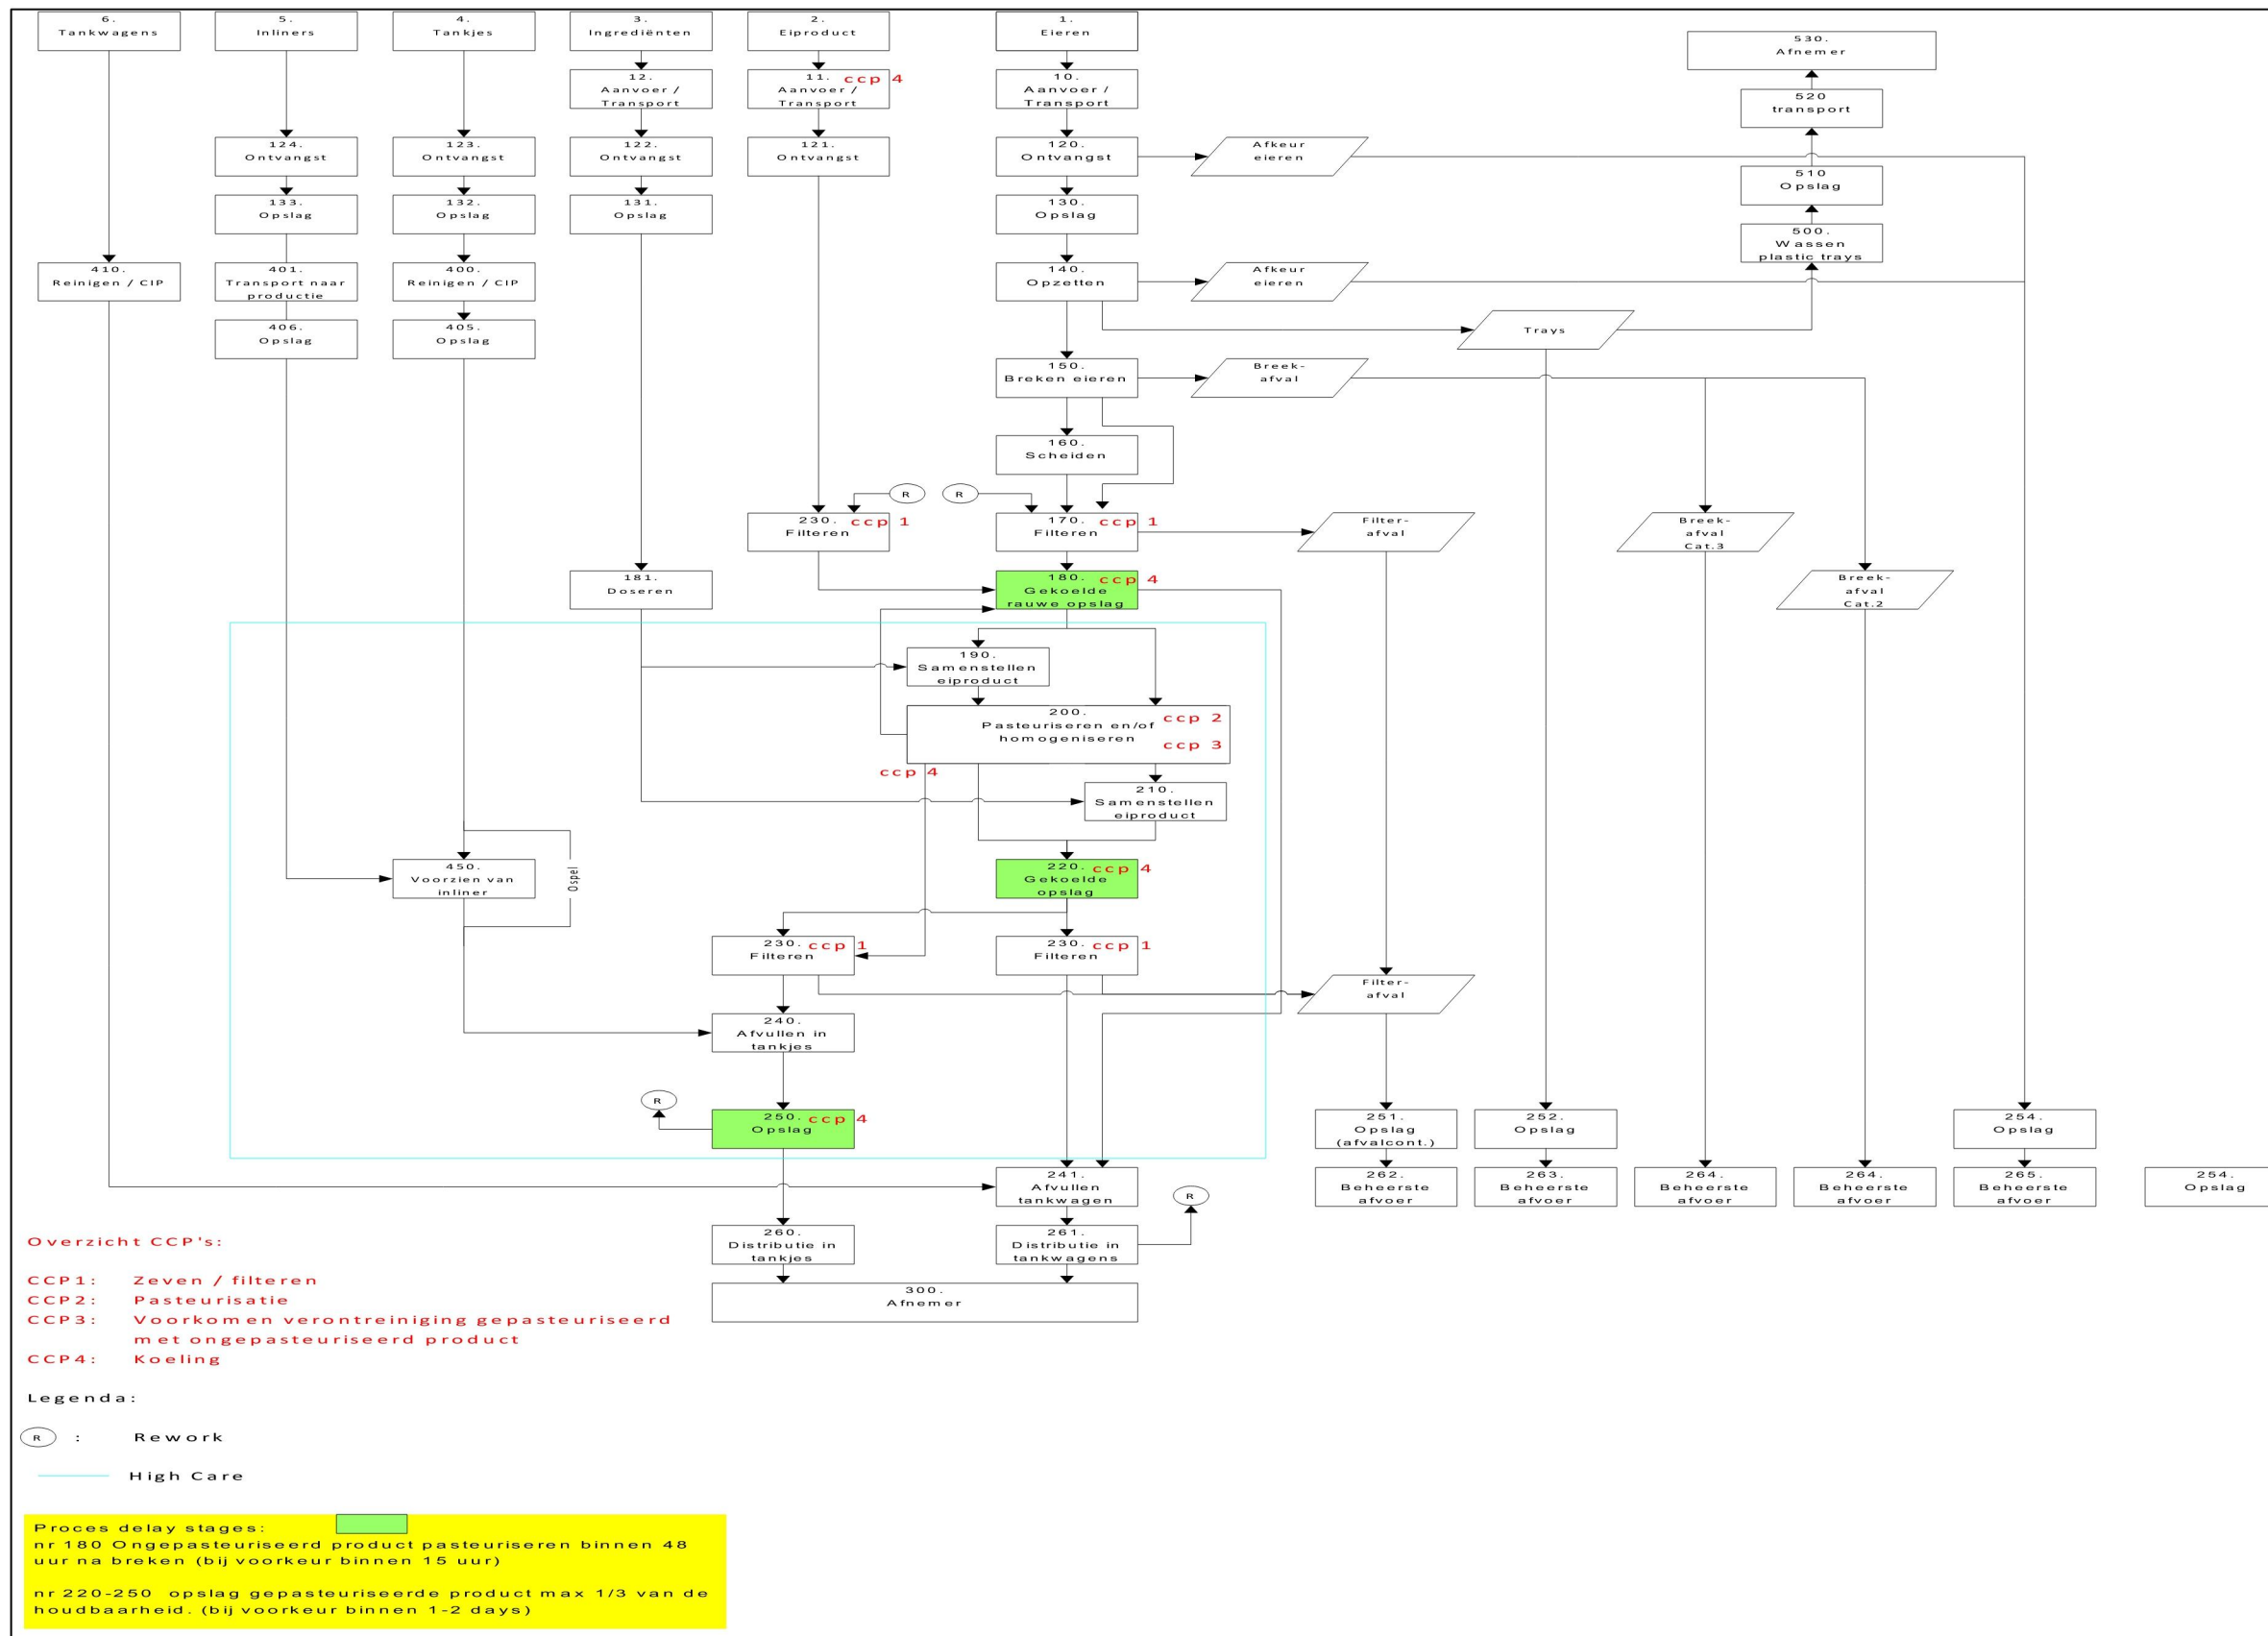 6.
Tankwagens
5.
Inliners
4.
Tankjes
3.
Ingrediënten
2.
Eiproduct
1.
Eieren
530.
Afnemer
12.
Aanvoer /
Transport
11.
ccp 4
Aanvoer /
Transport
10.
Aanvoer /
Transport
520
transport
124.
Ontvangst
123.
Ontvangst
122.
Ontvangst
121.
Ontvangst
120.
Ontvangst
Afkeur
eieren
510
Opslag
133.
Opslag
132.
Opslag
131.
Opslag
130.
Opslag
500.
Wassen
plastic trays
410.
Reinigen / CIP
401.
Transport naar
productie
400.
Reinigen / CIP
140.
Opzetten
Afkeur
eieren
406.
Opslag
405.
Opslag
Trays
150.
Breken eieren
Breek-
afval
160.
Scheiden
R
R
230.
ccp 1
Filteren
170.
ccp 1
Filteren
Filter-
afval
Breek-
afval
Cat.3
181.
Doseren
180.
ccp 4
Gekoelde
rauwe opslag
Breek-
afval
Cat.2
190.
Samenstellen
eiproduct
200.
Pasteuriseren en/of
homogeniseren
ccp 2
ccp 3
ccp 4
210.
Samenstellen
eiproduct
450.
Voorzien van
inliner
Ospel
220.
ccp 4
Gekoelde
opslag
230.
ccp 1
Filteren
230.
ccp 1
Filteren
Filter-
afval
240.
Afvullen in
tankjes
R
250.
ccp 4
Opslag
251.
Opslag
(afvalcont.)
252.
Opslag
254.
Opslag
241.
Afvullen
tankwagen
R
262.
Beheerste
afvoer
263.
Beheerste
afvoer
264.
Beheerste
afvoer
264.
Beheerste
afvoer
265.
Beheerste
afvoer
254.
Opslag
260.
Distributie in
tankjes
261.
Distributie in
tankwagens
300.
Afnemer
Overzicht CCP's:
CCP1: Zeven / filteren
CCP2: Pasteurisatie
CCP3: Voorkomen verontreiniging gepasteuriseerd
met ongepasteuriseerd product
CCP4: Koeling
Legenda:
R : Rework
High Care
Proces delay stages:
nr 180 Ongepasteuriseerd product pasteuriseren binnen 48
uur na breken (bij voorkeur binnen 15 uur)
nr 220-250 opslag gepasteuriseerde product max 1/3 van de
houdbaarheid. (bij voorkeur binnen 1-2 days)